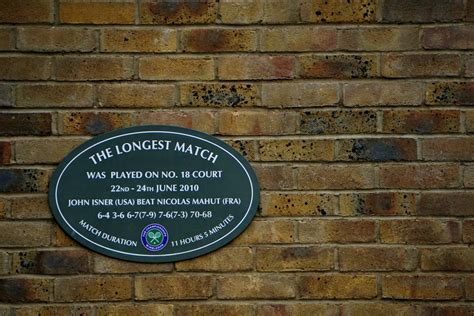 THE LONGEST MATCH
WAS PLAYED ON NO. 18 COURT
22ND - 24TH JUNE 2010
JOHN ISNER (USA) BEAT NICOLAS MAHUT (FRA)
6-4 3-6 6-7(7-9) 7-6(7-3) 70-68
MATCH DURATION 11 HOURS 5 MINUTES